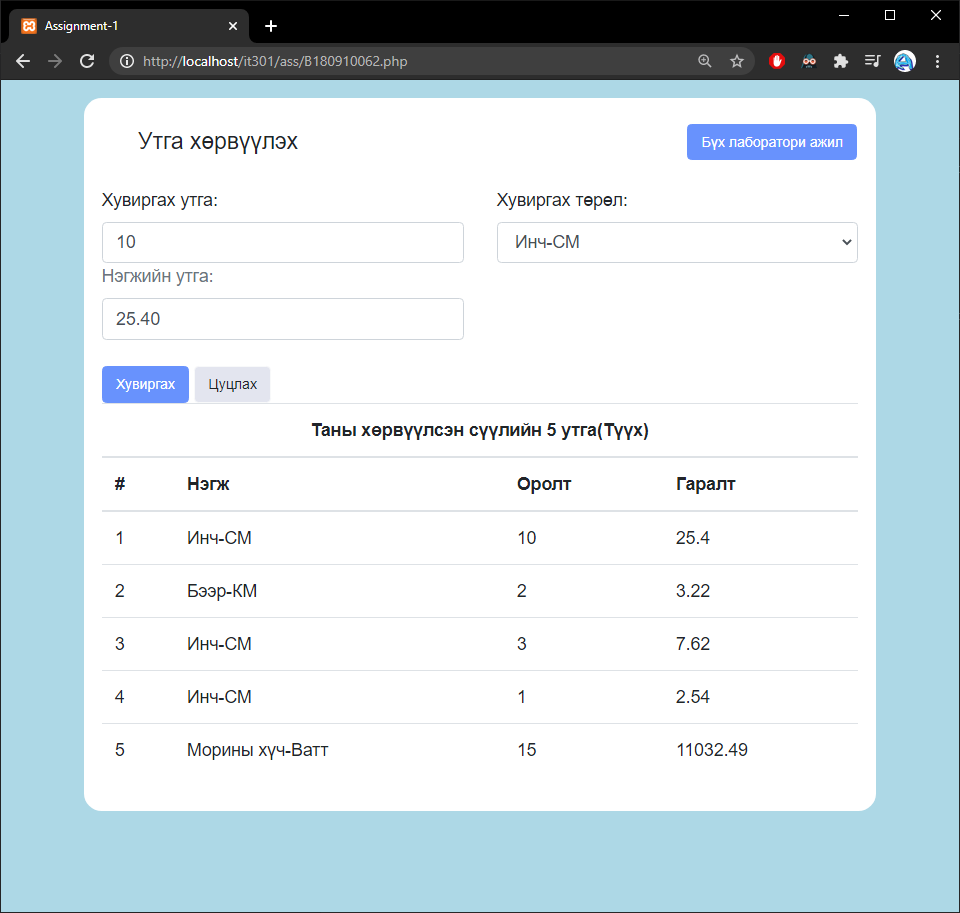 Assignment-1
http://localhost/it301/ass/B180910062.php
Утга хөрвүүлэх
Бүх лаборатори ажил
Хувиргах утга:
Хувиргах төрөл:
10
Инч-СМ
Нэгжийн утга:
25.40
Хувиргах
Цуцлах
Таны хөрвүүлсэн сүүлийн 5 утга(Түүх)
# Нэгж Оролт Гаралт
1 Инч-СМ 10 25.4
2 Бээр-КМ 2 3.22
3 Инч-СМ 3 7.62
4 Инч-СМ 1 2.54
5 Морины хүч-Ватт 15 11032.49